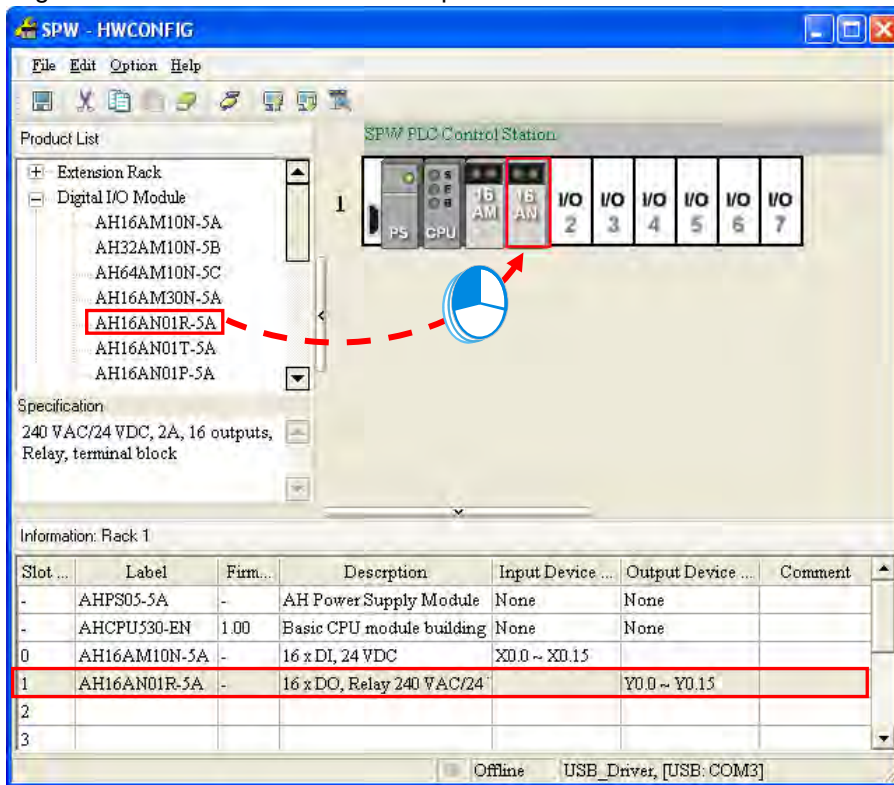 SPW - HWCONFIG
File Edit Option Help
Product List
SPW PLC Control Station
Extension Rack
Digital I/O Module
AH16AM10N-5A
AH32AM10N-5B
AH64AM10N-5C
AH16AM30N-5A
AH16AN01R-5A
AH16AN01T-5A
AH16AN01P-5A
1
PS
CPU
16 AM
16 AN
I/O 2
I/O 3
I/O 4
I/O 5
I/O 6
I/O 7
Specification
240 VAC/24 VDC, 2A, 16 outputs,
Relay, terminal block
Information: Rack 1
Slot ... Label Firm... Descrption Input Device ... Output Device ... Comment
- AHPS05-5A - AH Power Supply Module None None
- AHCPU530-EN 1.00 Basic CPU module building None None
0 AH16AM10N-5A - 16 x DI, 24 VDC X0.0 ~ X0.15
1 AH16AN01R-5A - 16 x DO, Relay 240 VAC/24 Y0.0 ~ Y0.15
2
3
Offline USB_Driver, [USB: COM3]